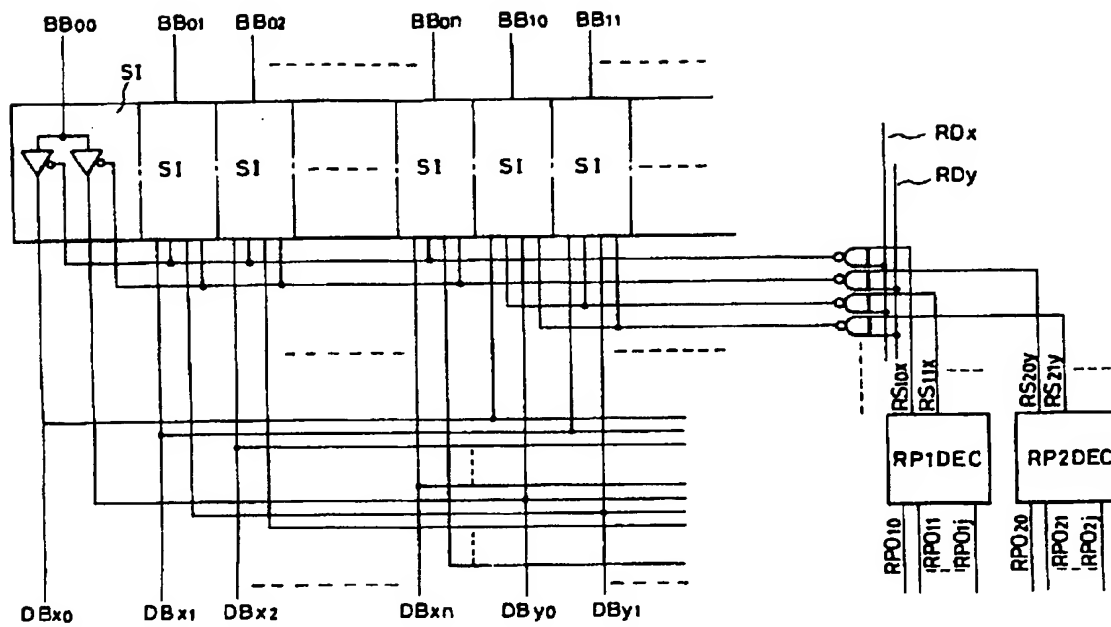 BB00 BB01 BB02 BB0n BB10 BB11
SI
RDx
SI SI SI SI SI
RDy
RS10x RS11x RS20y RS21y
RP1DEC RP2DEC
RPO10 RPO11 RPO1j RPO20 RPO21 RPO2j
DBx0 DBx1 DBx2 DBxn DBy0 DBy1